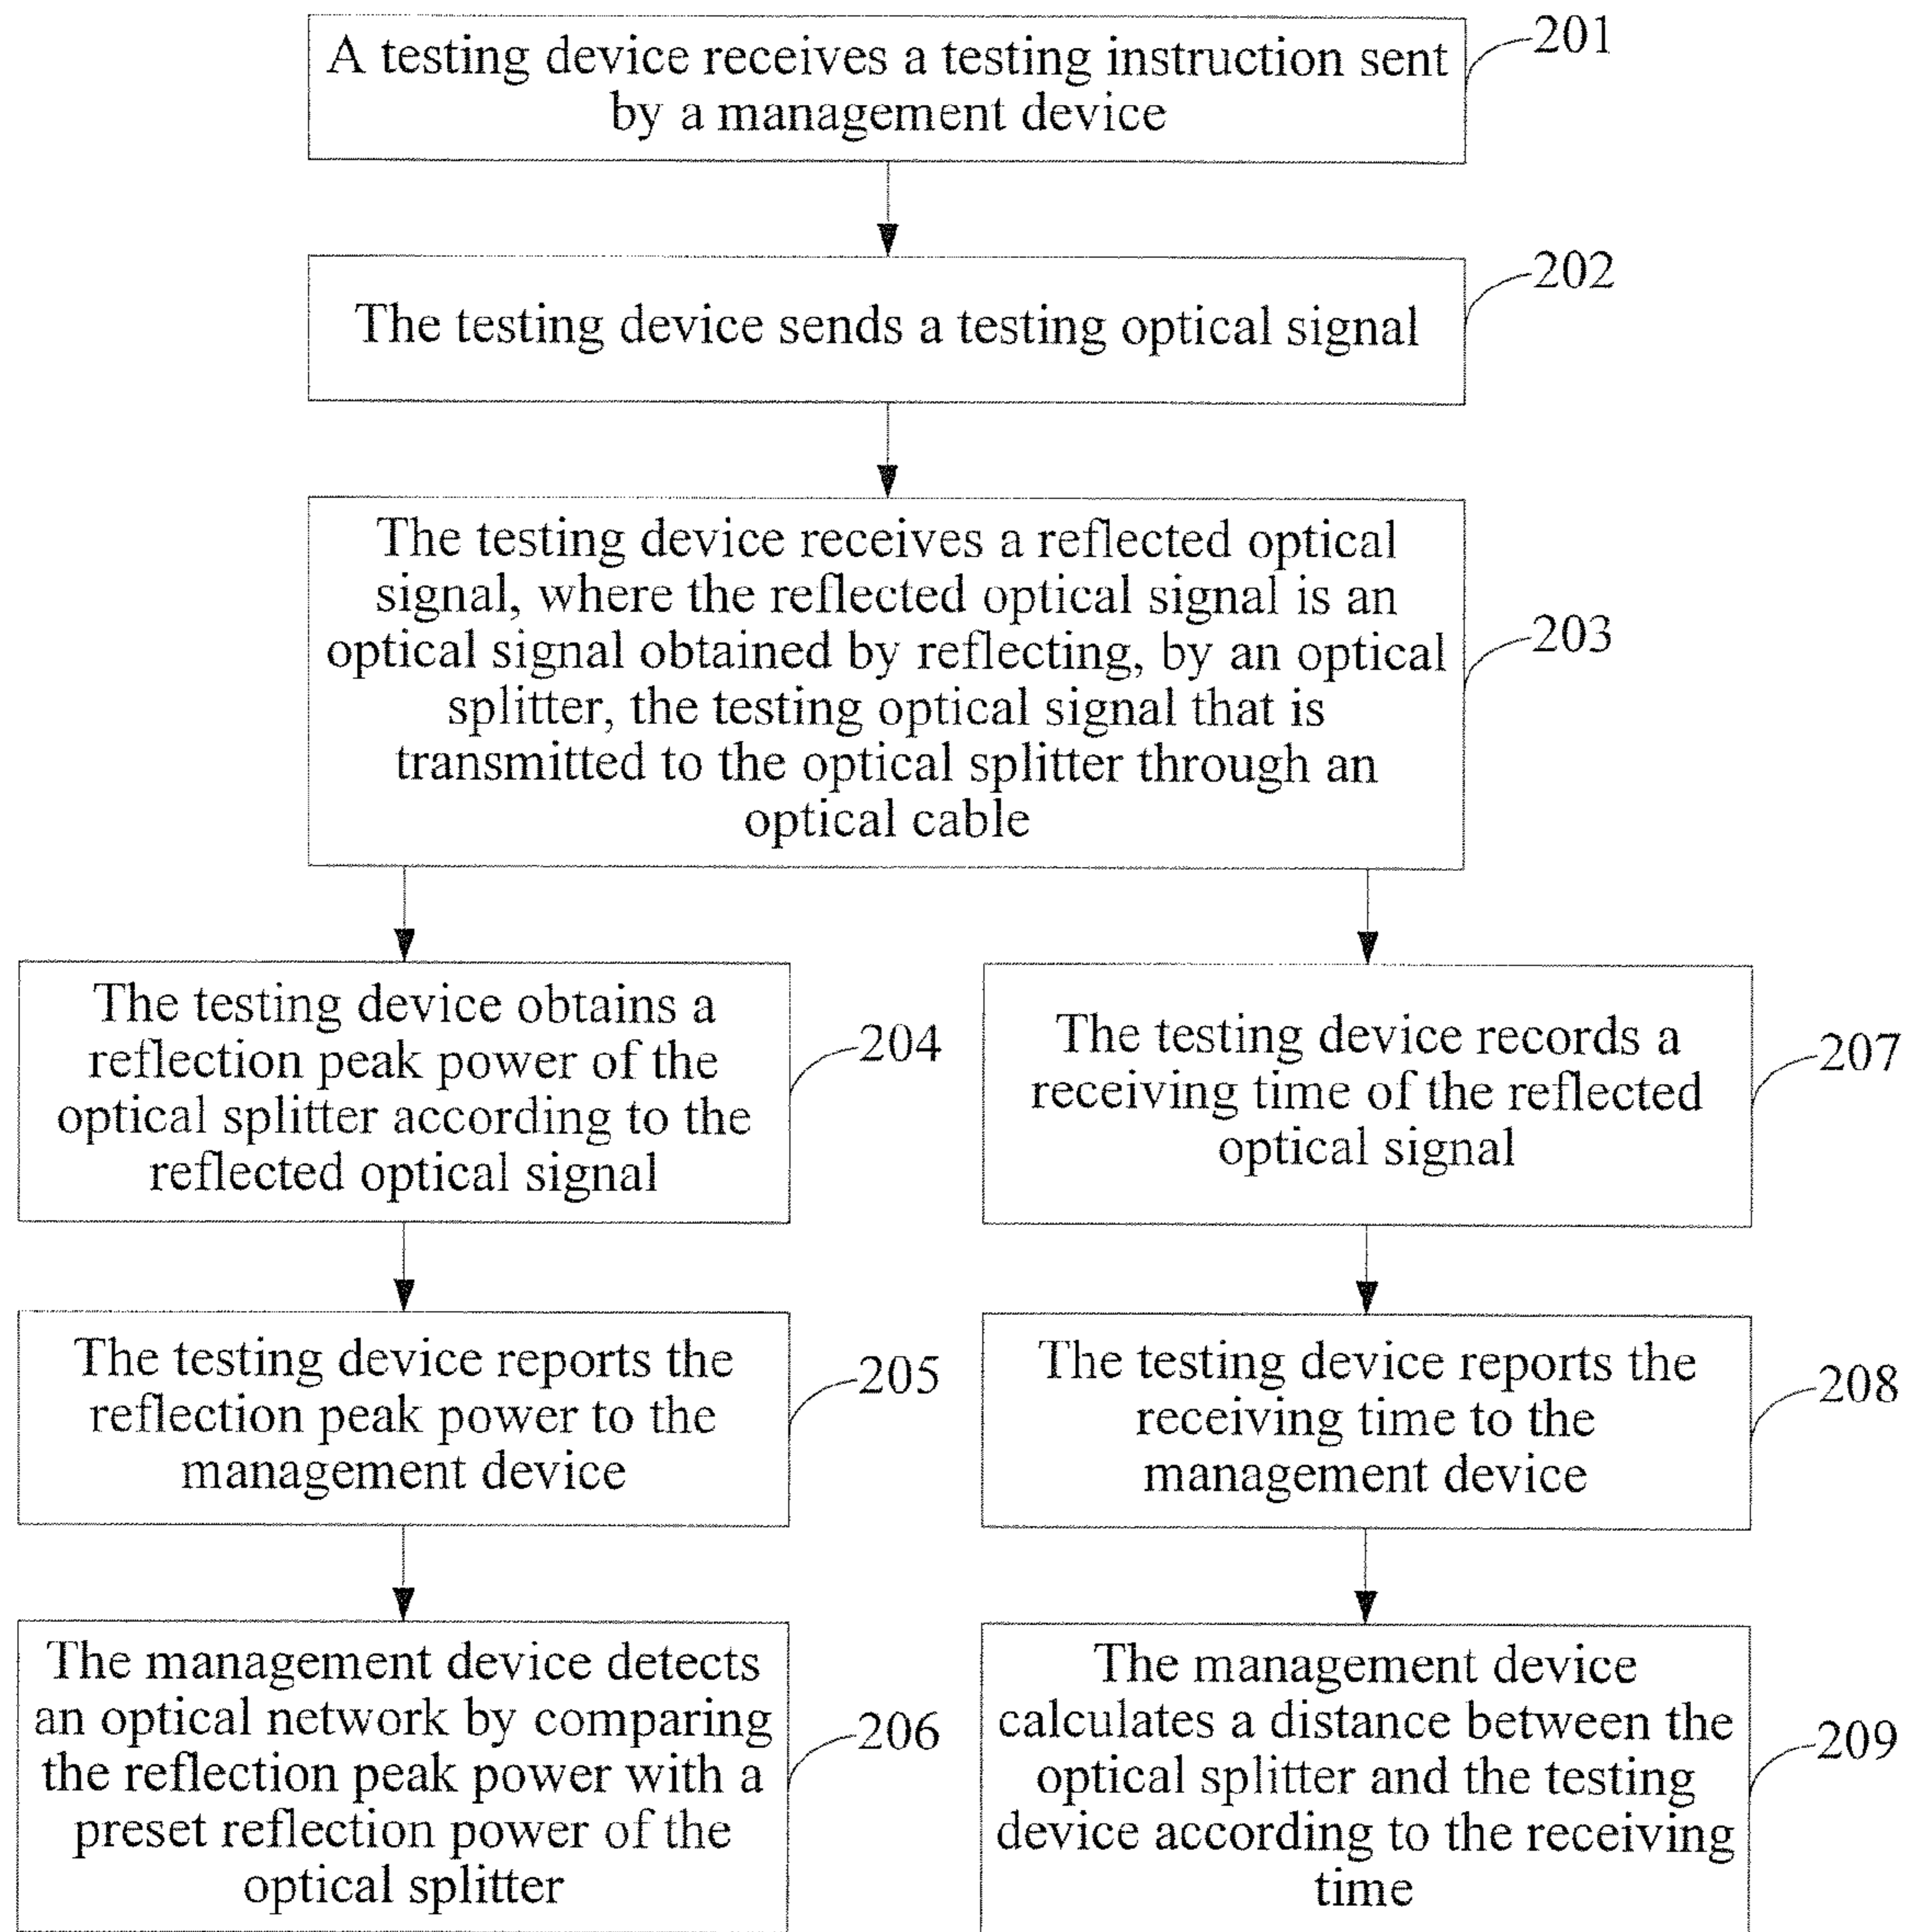 A testing device receives a testing instruction sent
by a management device
201
The testing device sends a testing optical signal
202
The testing device receives a reflected optical
signal, where the reflected optical signal is an
optical signal obtained by reflecting, by an optical
splitter, the testing optical signal that is
transmitted to the optical splitter through an
optical cable
203
The testing device obtains a
reflection peak power of the
optical splitter according to the
reflected optical signal
204
The testing device reports the
reflection peak power to the
management device
205
The management device detects
an optical network by comparing
the reflection peak power with a
preset reflection power of the
optical splitter
206
The testing device records a
receiving time of the reflected
optical signal
207
The testing device reports the
receiving time to the
management device
208
The management device
calculates a distance between the
optical splitter and the testing
device according to the receiving
time
209